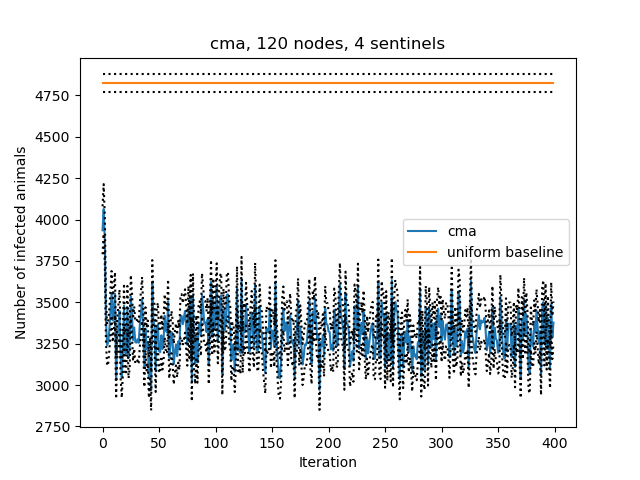 cma, 120 nodes, 4 sentinels
Number of infected animals
4750
4500
4250
4000
3750
3500
3250
3000
2750
cma
uniform baseline
0 50 100 150 200 250 300 350 400
Iteration